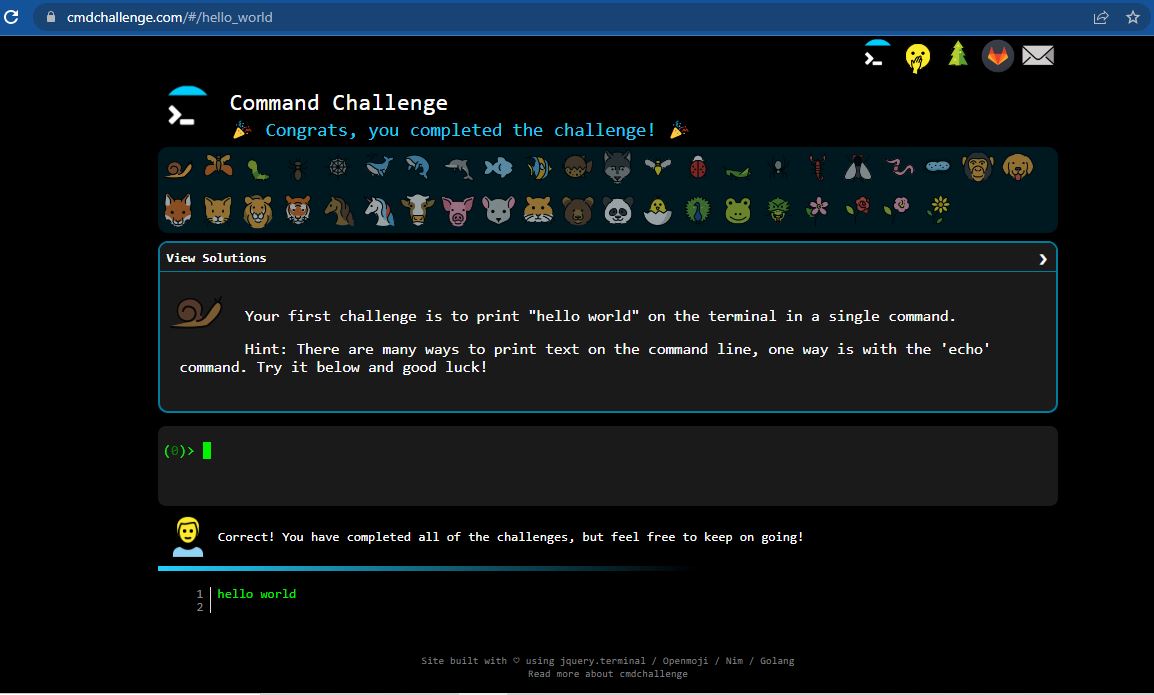 cmdchallenge.com/#/hello_world
Command Challenge
Congrats, you completed the challenge!
View Solutions
Your first challenge is to print "hello world" on the terminal in a single command.
Hint: There are many ways to print text on the command line, one way is with the 'echo'
command. Try it below and good luck!
(0)>
Correct! You have completed all of the challenges, but feel free to keep on going!
1 hello world
2
Site built with ♡ using jquery.terminal / Openmoji / Nim / Golang
Read more about cmdchallenge